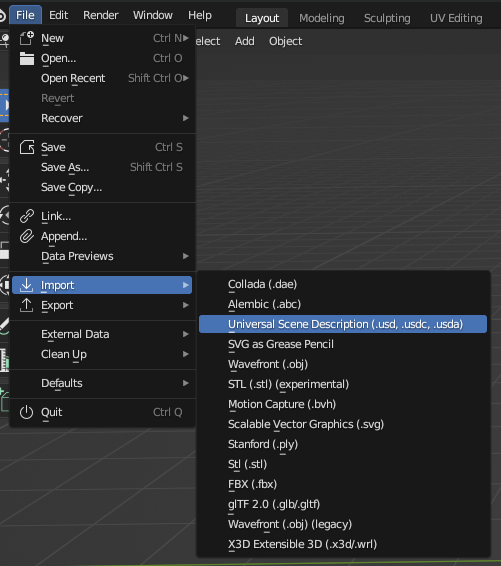 File Edit Render Window Help Layout Modeling Sculpting UV Editing
elect Add Object
New Ctrl N
Open... Ctrl O
Open Recent Shift Ctrl O
Revert
Recover
Save Ctrl S
Save As... Shift Ctrl S
Save Copy...
Link...
Append...
Data Previews
Import
Export
External Data
Clean Up
Defaults
Quit Ctrl Q
Collada (.dae)
Alembic (.abc)
Universal Scene Description (.usd, .usdc, .usda)
SVG as Grease Pencil
Wavefront (.obj)
STL (.stl) (experimental)
Motion Capture (.bvh)
Scalable Vector Graphics (.svg)
Stanford (.ply)
Stl (.stl)
FBX (.fbx)
glTF 2.0 (.glb/.gltf)
Wavefront (.obj) (legacy)
X3D Extensible 3D (.x3d/.wrl)